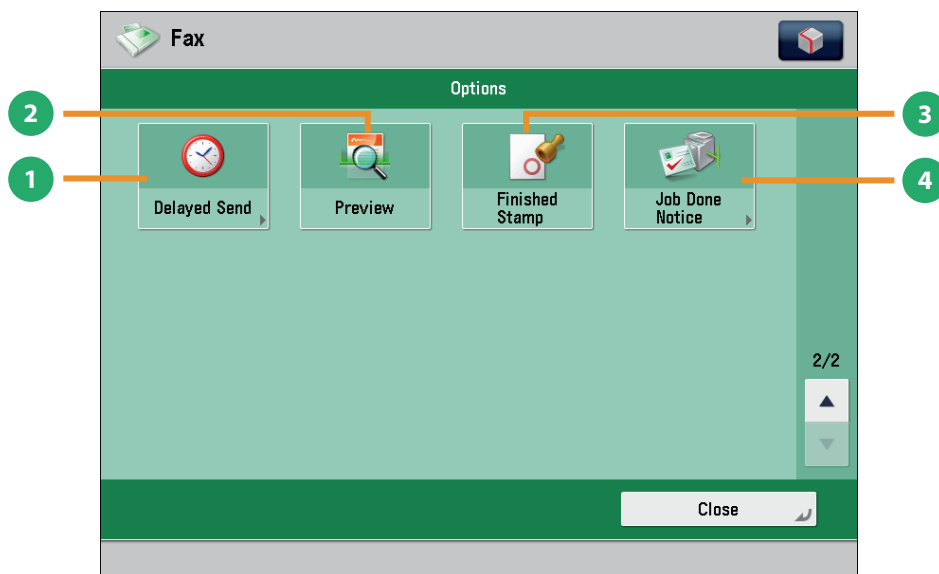 Fax
Options
2
3
1
4
Delayed Send
Preview
Finished
Stamp
Job Done
Notice
2/2
Close